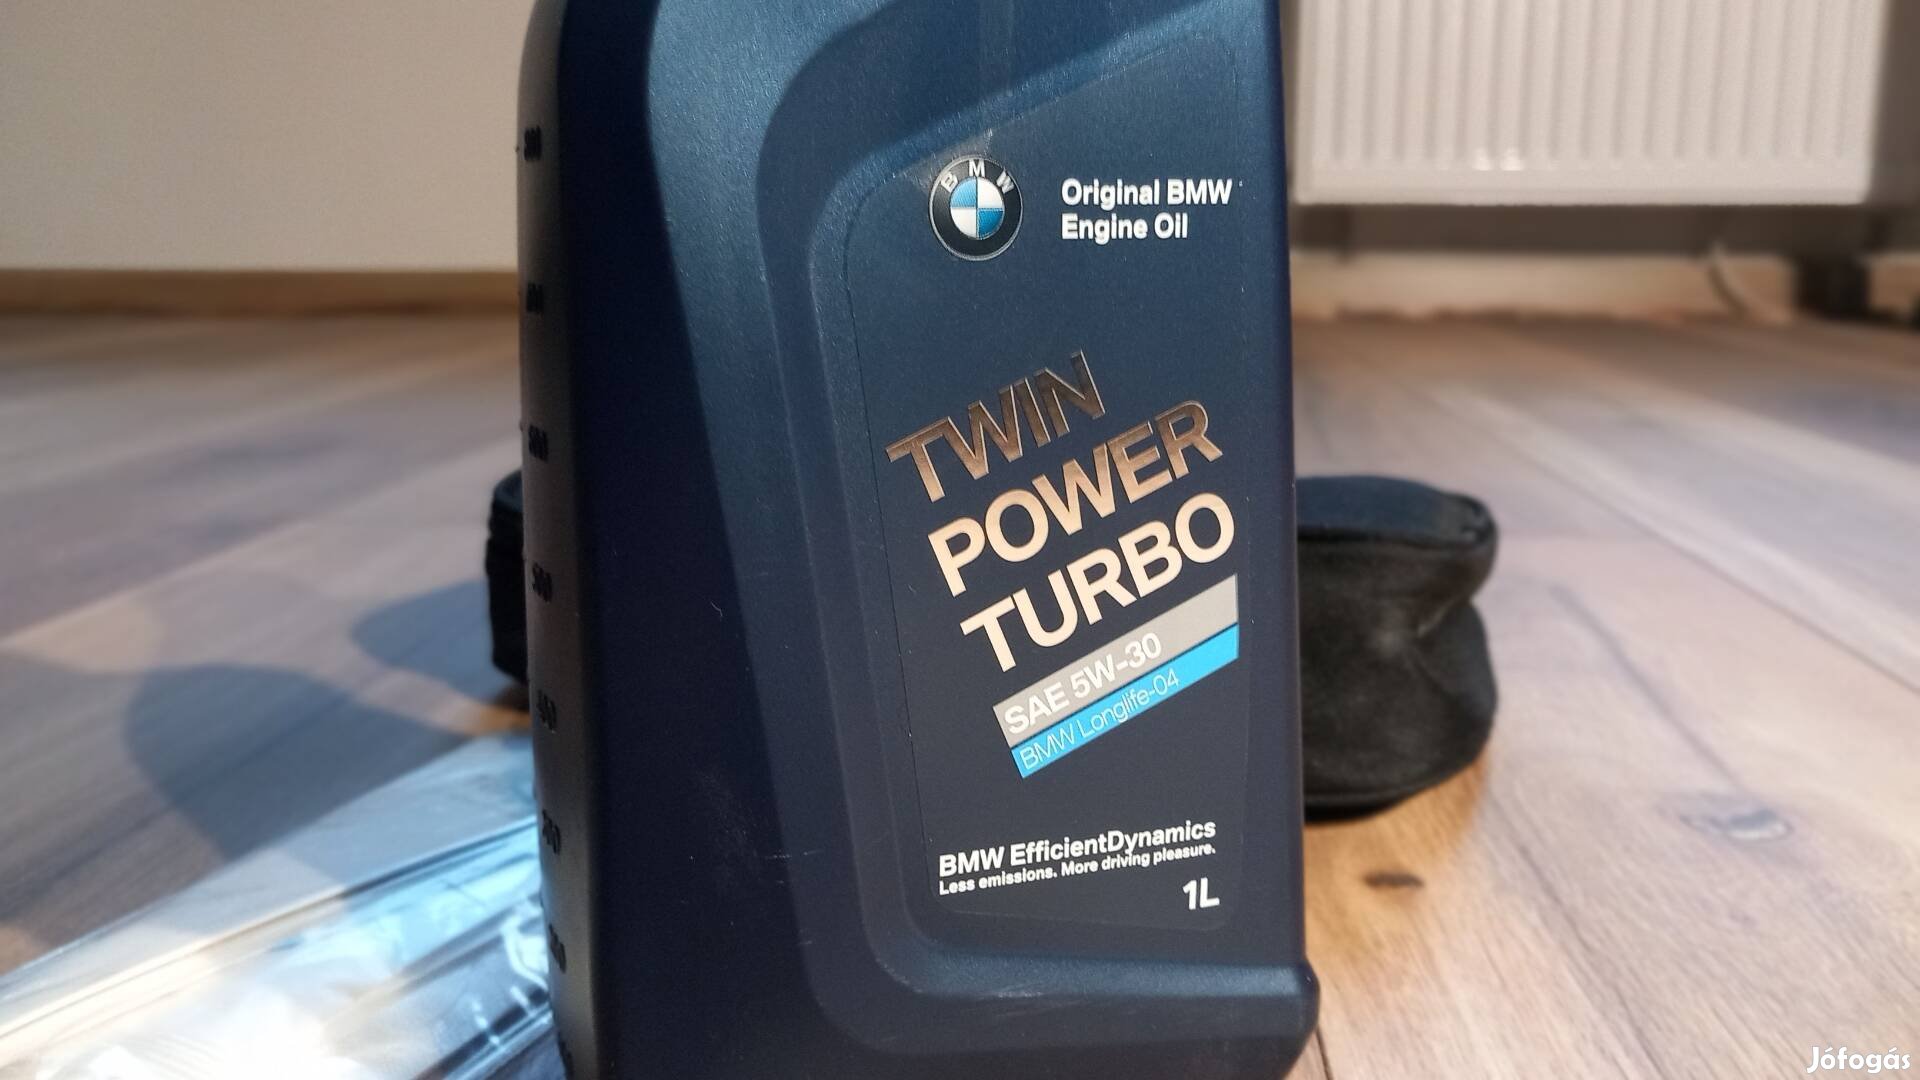 BMW
Original BMW
Engine Oil
TWIN
POWER
TURBO
SAE 5W-30
BMW Longlife-04
BMW EfficientDynamics
Less emissions. More driving pleasure.
1L
Jófogás